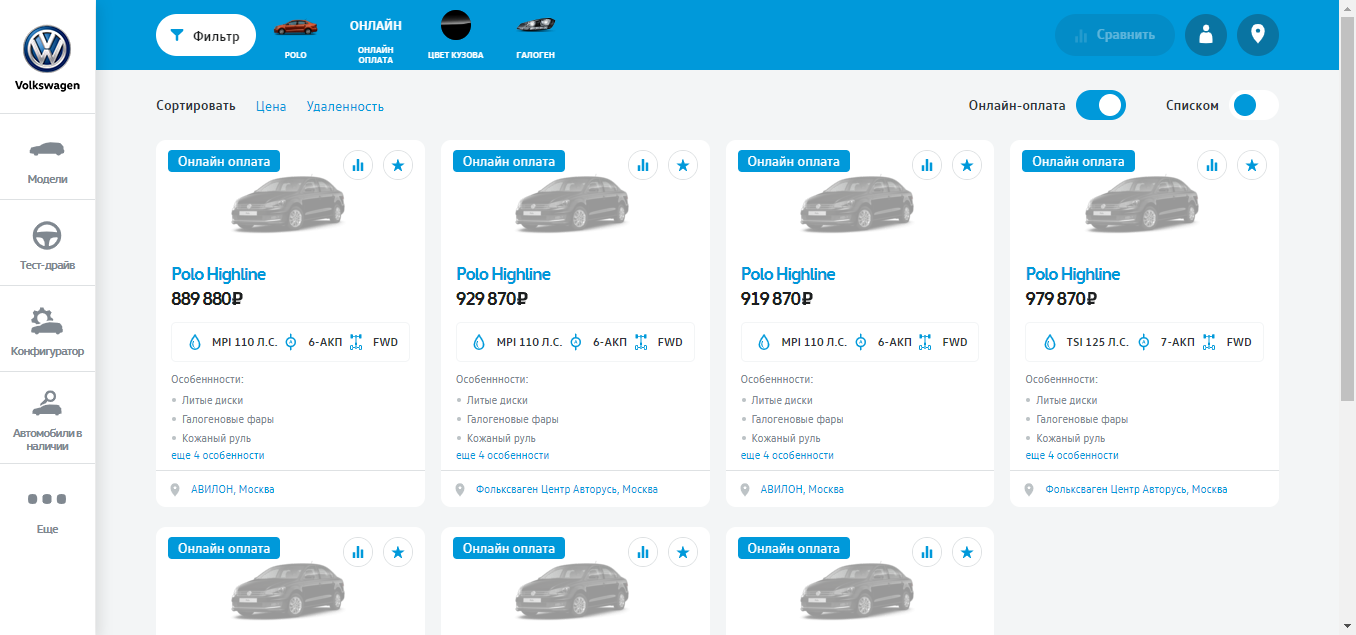 Volkswagen
Модели
Тест-драйв
Конфигуратор
Автомобили в
наличии
Еще
Фильтр
POLO
ОНЛАЙН
ОНЛАЙН
ОПЛАТА
ЦВЕТ КУЗОВА
ГАЛОГЕН
Сравнить
Сортировать Цена Удаленность
Онлайн-оплата Списком
Онлайн оплата
Polo Highline
889 880₽
MPI 110 Л.С. 6-АКП FWD
Особеннности:
Литые диски
Галогеновые фары
Кожаный руль
еще 4 особенности
АВИЛОН, Москва
Онлайн оплата
Polo Highline
929 870₽
MPI 110 Л.С. 6-АКП FWD
Особеннности:
Литые диски
Галогеновые фары
Кожаный руль
еще 4 особенности
Фольксваген Центр Авторусь, Москва
Онлайн оплата
Polo Highline
919 870₽
MPI 110 Л.С. 6-АКП FWD
Особеннности:
Литые диски
Галогеновые фары
Кожаный руль
еще 4 особенности
АВИЛОН, Москва
Онлайн оплата
Polo Highline
979 870₽
TSI 125 Л.С. 7-АКП FWD
Особеннности:
Литые диски
Галогеновые фары
Кожаный руль
еще 4 особенности
Фольксваген Центр Авторусь, Москва
Онлайн оплата
Онлайн оплата
Онлайн оплата